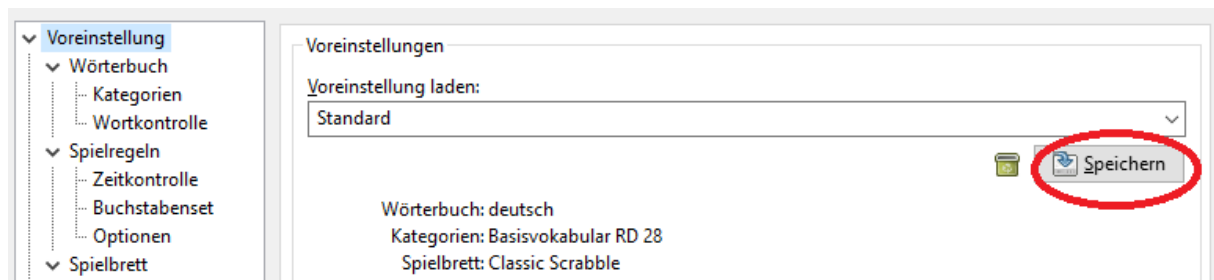 Voreinstellung
Wörterbuch
Kategorien
Wortkontrolle
Spielregeln
Zeitkontrolle
Buchstabenset
Optionen
Spielbrett
Voreinstellungen
Voreinstellung laden:
Standard
Speichern
Wörterbuch: deutsch
Kategorien: Basisvokabular RD 28
Spielbrett: Classic Scrabble